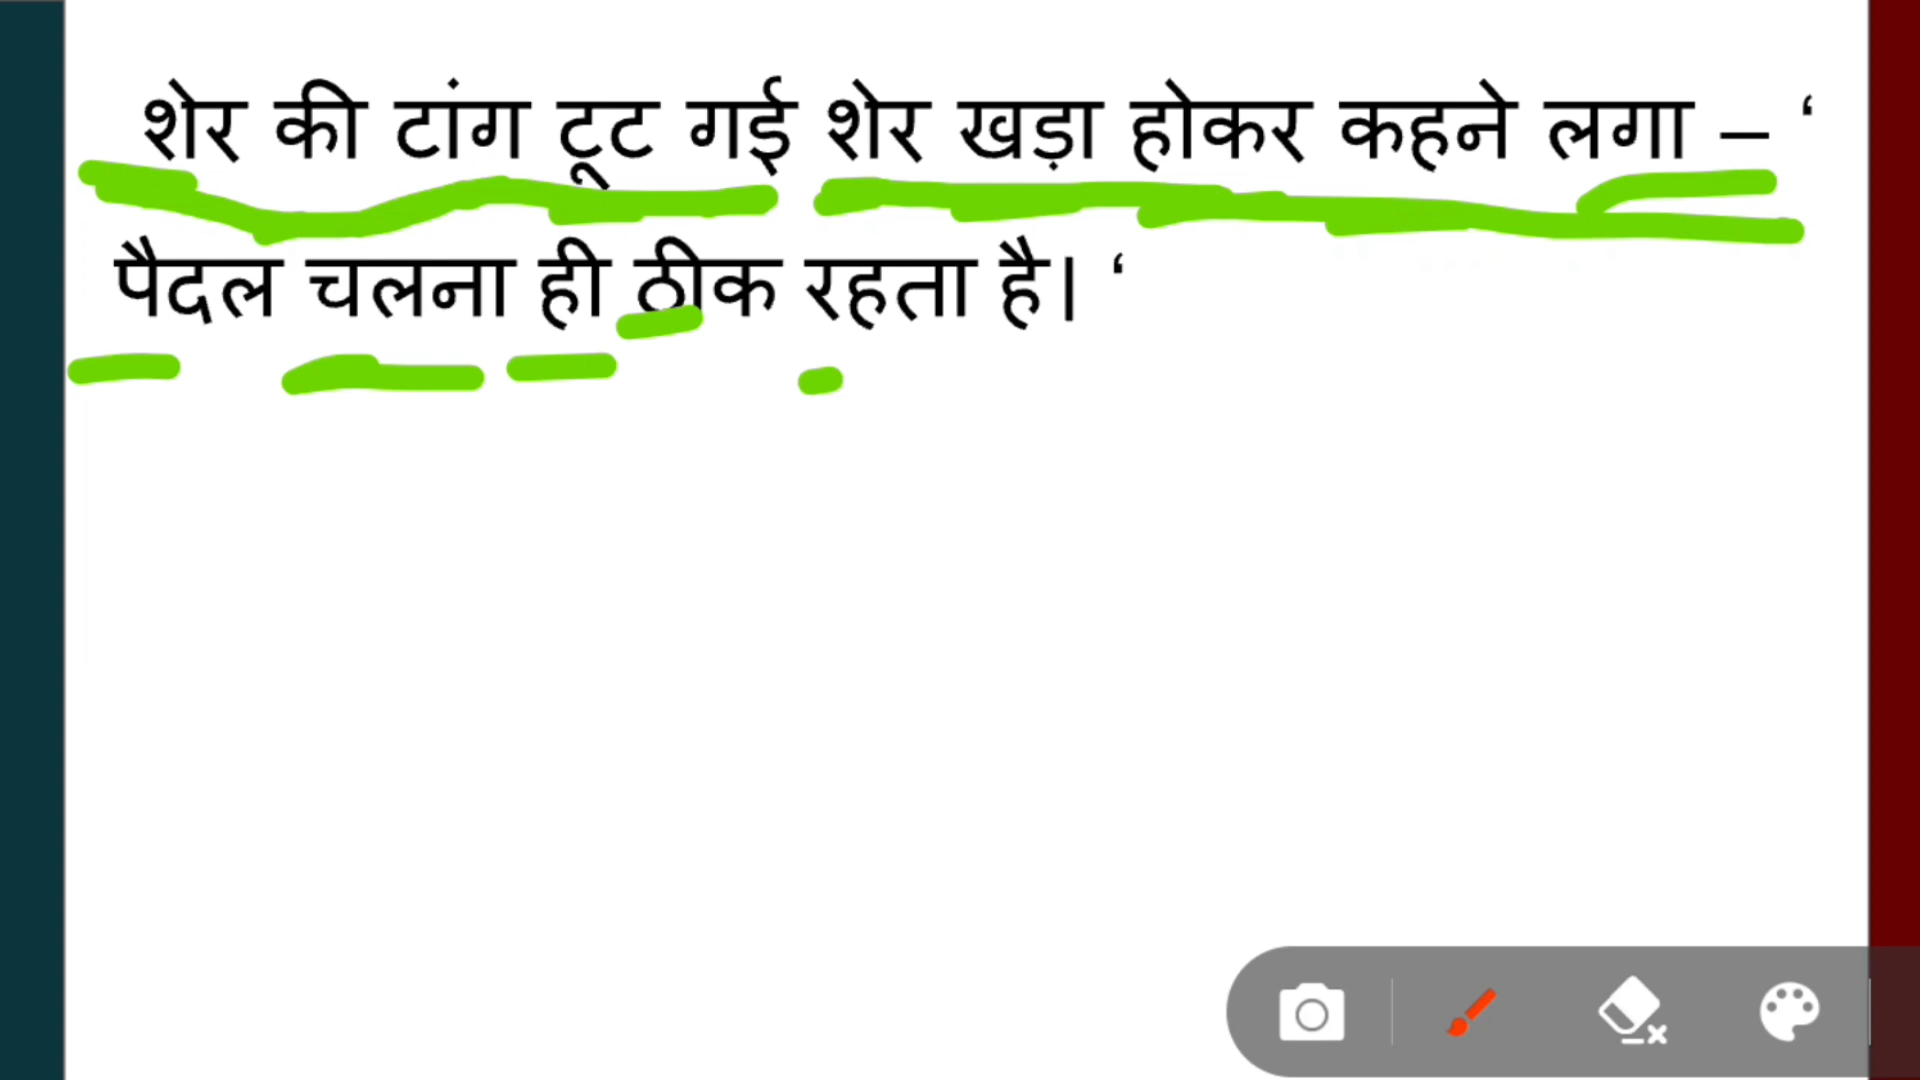 शेर की टांग टूट गई शेर खड़ा होकर कहने लगा – ‘
पैदल चलना ही ठीक रहता है। ‘